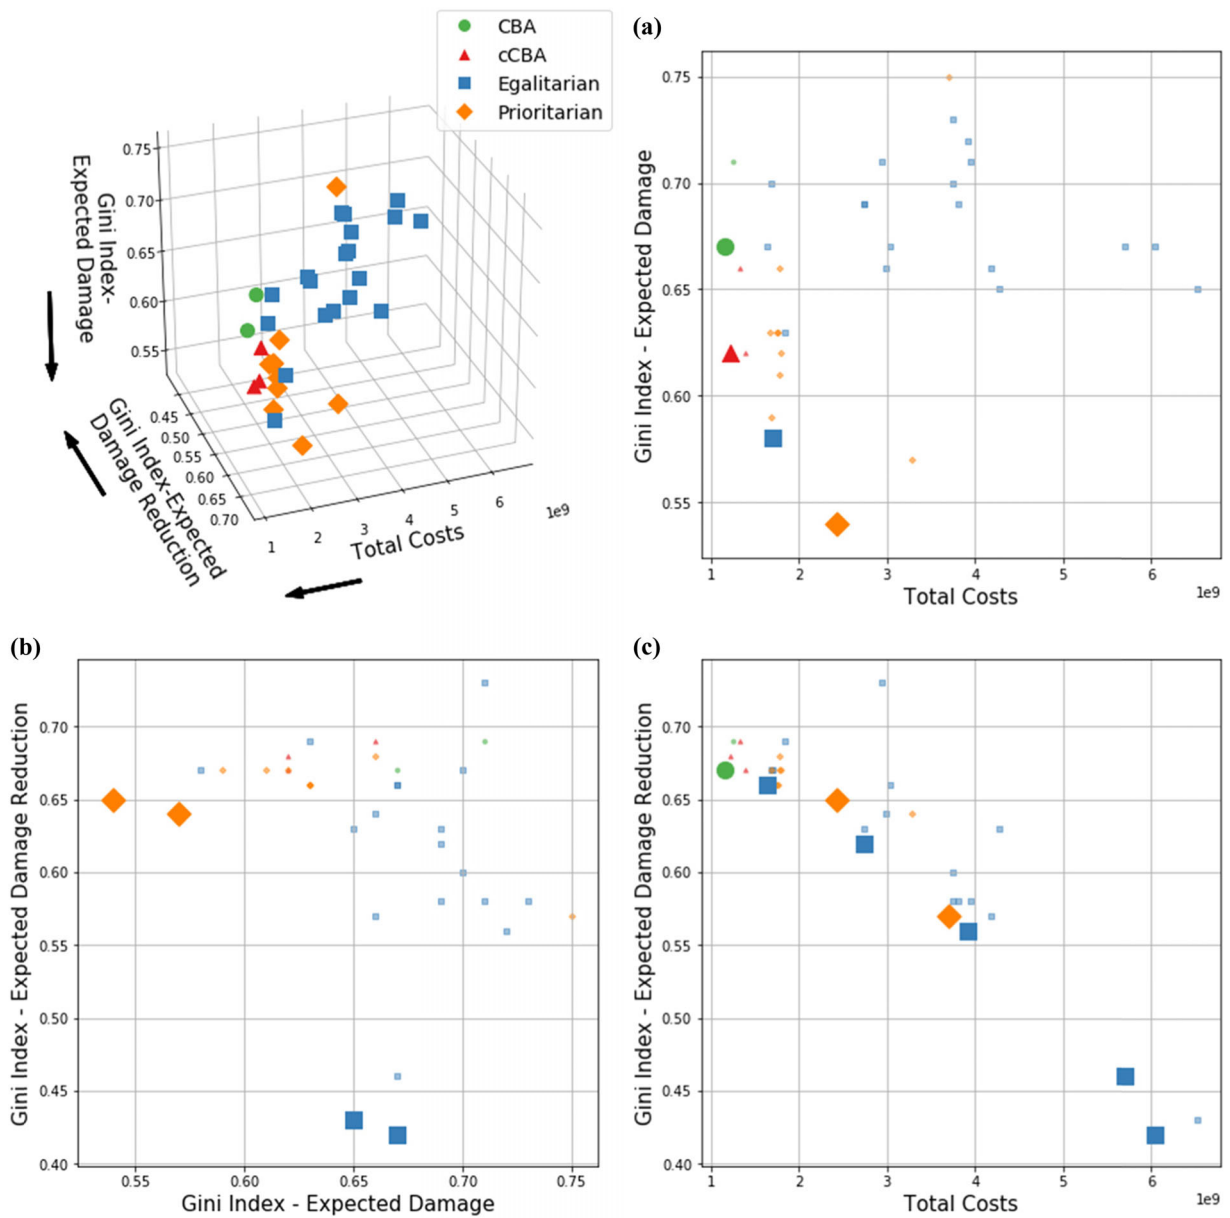 CBA
cCBA
Egalitarian
Prioritarian
Gini Index-
Expected Damage
0.75
0.70
0.65
0.60
0.55
Gini Index-Expected
Damage Reduction
0.45
0.50
0.55
0.60
0.65
0.70
1
2
3
4
5
6
1e9
Total Costs
(a)
Gini Index - Expected Damage
0.75
0.70
0.65
0.60
0.55
1
2
3
4
5
6
1e9
Total Costs
(b)
Gini Index - Expected Damage Reduction
0.70
0.65
0.60
0.55
0.50
0.45
0.40
0.55
0.60
0.65
0.70
0.75
Gini Index - Expected Damage
(c)
Gini Index - Expected Damage Reduction
0.70
0.65
0.60
0.55
0.50
0.45
0.40
1
2
3
4
5
6
1e9
Total Costs